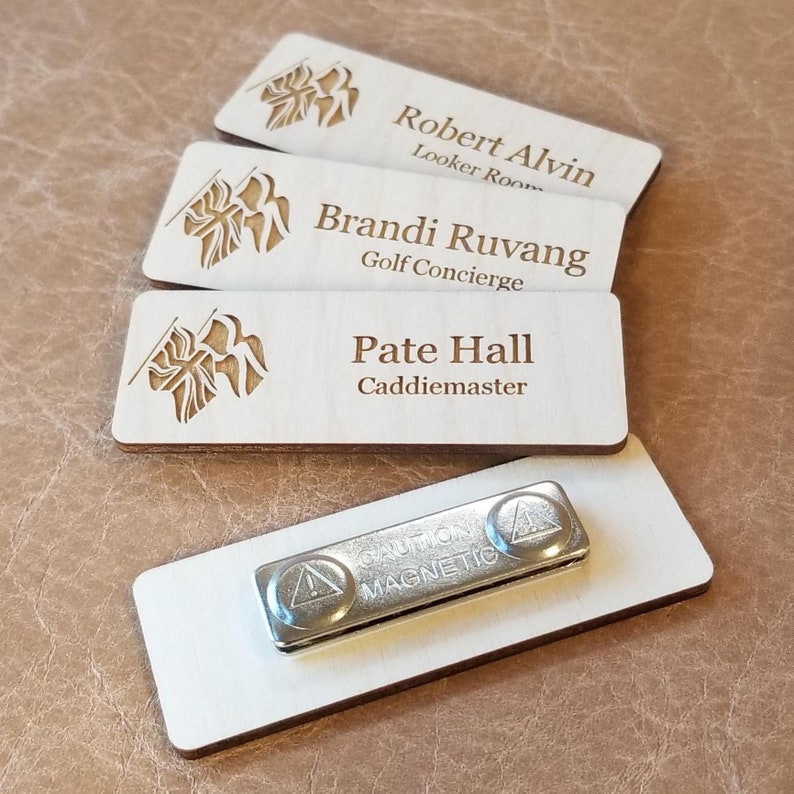 Robert Alvin
Looker Room
Brandi Ruvang
Golf Concierge
Pate Hall
Caddiemaster
CAUTION
MAGNETIC